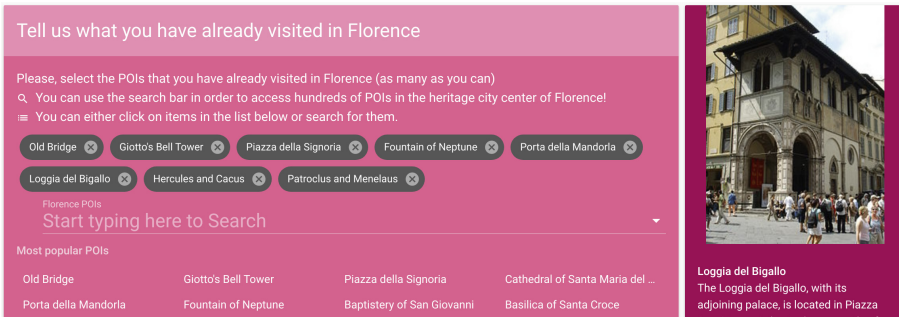 Tell us what you have already visited in Florence
Please, select the POIs that you have already visited in Florence (as many as you can)
You can use the search bar in order to access hundreds of POIs in the heritage city center of Florence!
You can either click on items in the list below or search for them.
Old Bridge Giotto's Bell Tower Piazza della Signoria Fountain of Neptune Porta della Mandorla
Loggia del Bigallo Hercules and Cacus Patroclus and Menelaus
Florence POIs
Start typing here to Search
Most popular POIs
Old Bridge Giotto's Bell Tower Piazza della Signoria Cathedral of Santa Maria del ...
Porta della Mandorla Fountain of Neptune Baptistery of San Giovanni Basilica of Santa Croce
Loggia del Bigallo
The Loggia del Bigallo, with its
adjoining palace, is located in Piazza